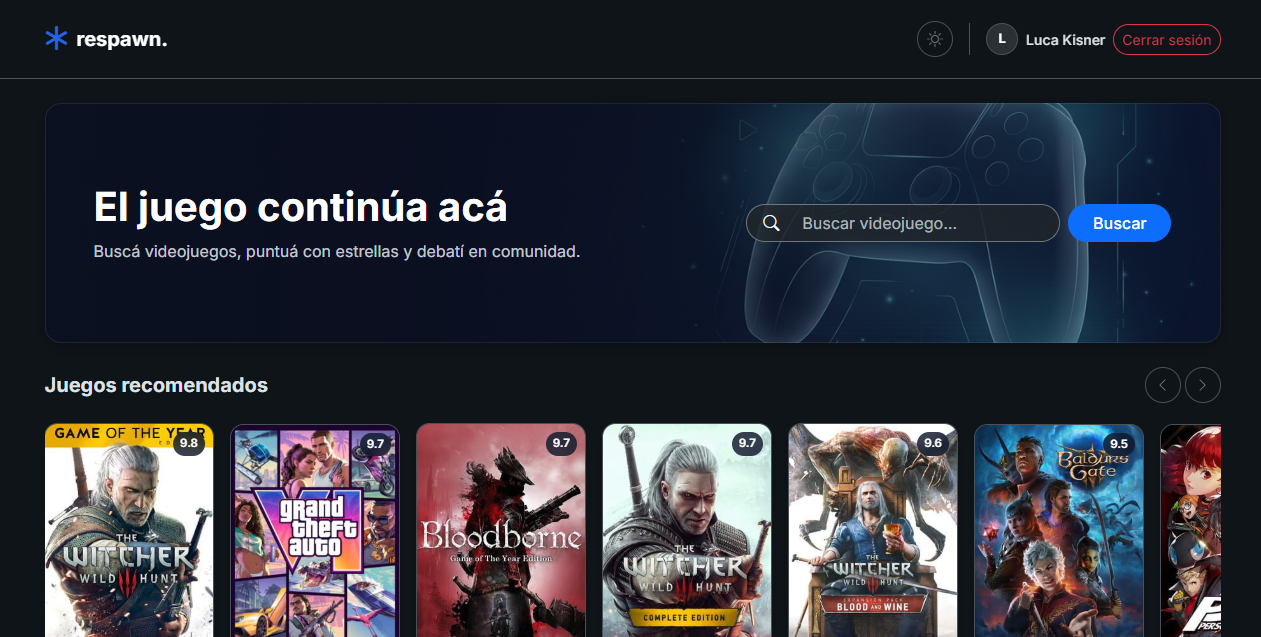 respawn.
L
Luca Kisner
Cerrar sesión
El juego continúa acá
Buscá videojuegos, puntuá con estrellas y debatí en comunidad.
Buscar videojuego...
Buscar
Juegos recomendados
GAME OF THE YEAR
9.8
THE
WITCHER
WILD HUNT
9.7
grand
theft
auto
VI
9.7
Bloodborne
Game of The Year Edition
9.7
THE
WITCHER
WILD HUNT
COMPLETE EDITION
9.6
THE
WITCHER
WILD HUNT
EXPANSION PACK
BLOOD AND WINE
9.5
Baldur's
Gate